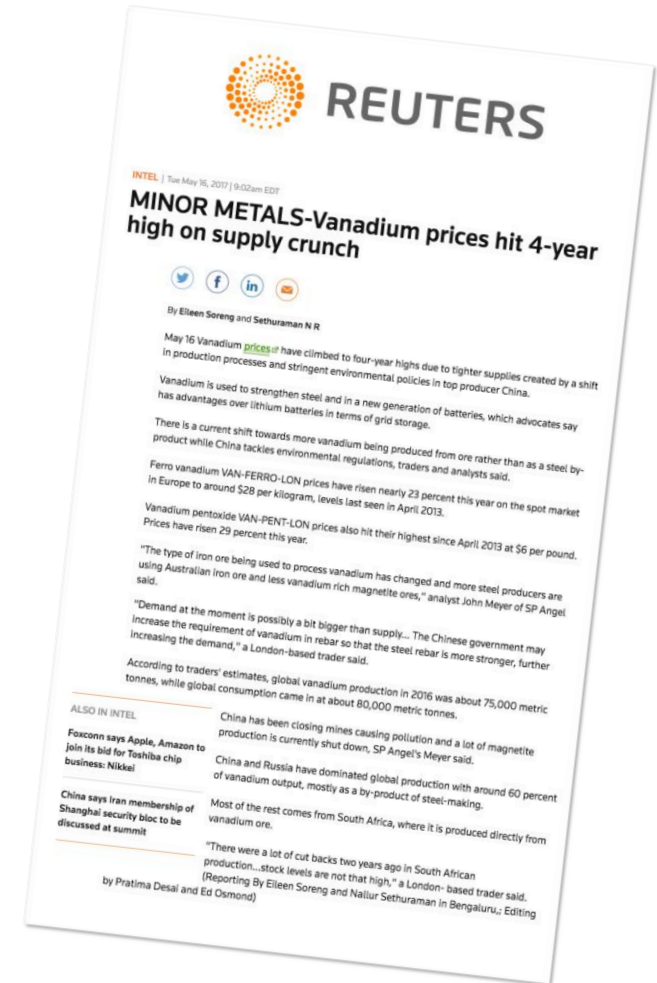 REUTERS
INTEL | Tue May 16, 2017 | 9:02am EDT
MINOR METALS-Vanadium prices hit 4-year
high on supply crunch
By Eileen Soreng and Sethuraman N R
May 16 Vanadium prices have climbed to four-year highs due to tighter supplies created by a shift
in production processes and stringent environmental policies in top producer China.
Vanadium is used to strengthen steel and in a new generation of batteries, which advocates say
has advantages over lithium batteries in terms of grid storage.
There is a current shift towards more vanadium being produced from ore rather than as a steel by-
product while China tackles environmental regulations, traders and analysts said.
Ferro vanadium VAN-FERRO-LON prices have risen nearly 23 percent this year on the spot market
in Europe to around $28 per kilogram, levels last seen in April 2013.
Vanadium pentoxide VAN-PENT-LON prices also hit their highest since April 2013 at $6 per pound.
Prices have risen 29 percent this year.
"The type of iron ore being used to process vanadium has changed and more steel producers are
using Australian iron ore and less vanadium rich magnetite ores," analyst John Meyer of SP Angel
said.
"Demand at the moment is possibly a bit bigger than supply... The Chinese government may
increase the requirement of vanadium in rebar so that the steel rebar is more stronger, further
increasing the demand," a London-based trader said.
According to traders' estimates, global vanadium production in 2016 was about 75,000 metric
tonnes, while global consumption came in at about 80,000 metric tonnes.
ALSO IN INTEL
Foxconn says Apple, Amazon to
join its bid for Toshiba chip
business: Nikkei
China says Iran membership of
Shanghai security bloc to be
discussed at summit
China has been closing mines causing pollution and a lot of magnetite
production is currently shut down, SP Angel's Meyer said.
China and Russia have dominated global production with around 60 percent
of vanadium output, mostly as a by-product of steel-making.
Most of the rest comes from South Africa, where it is produced directly from
vanadium ore.
"There were a lot of cut backs two years ago in South African
production...stock levels are not that high," a London- based trader said.
(Reporting By Eileen Soreng and Nallur Sethuraman in Bengaluru,; Editing
by Pratima Desai and Ed Osmond)